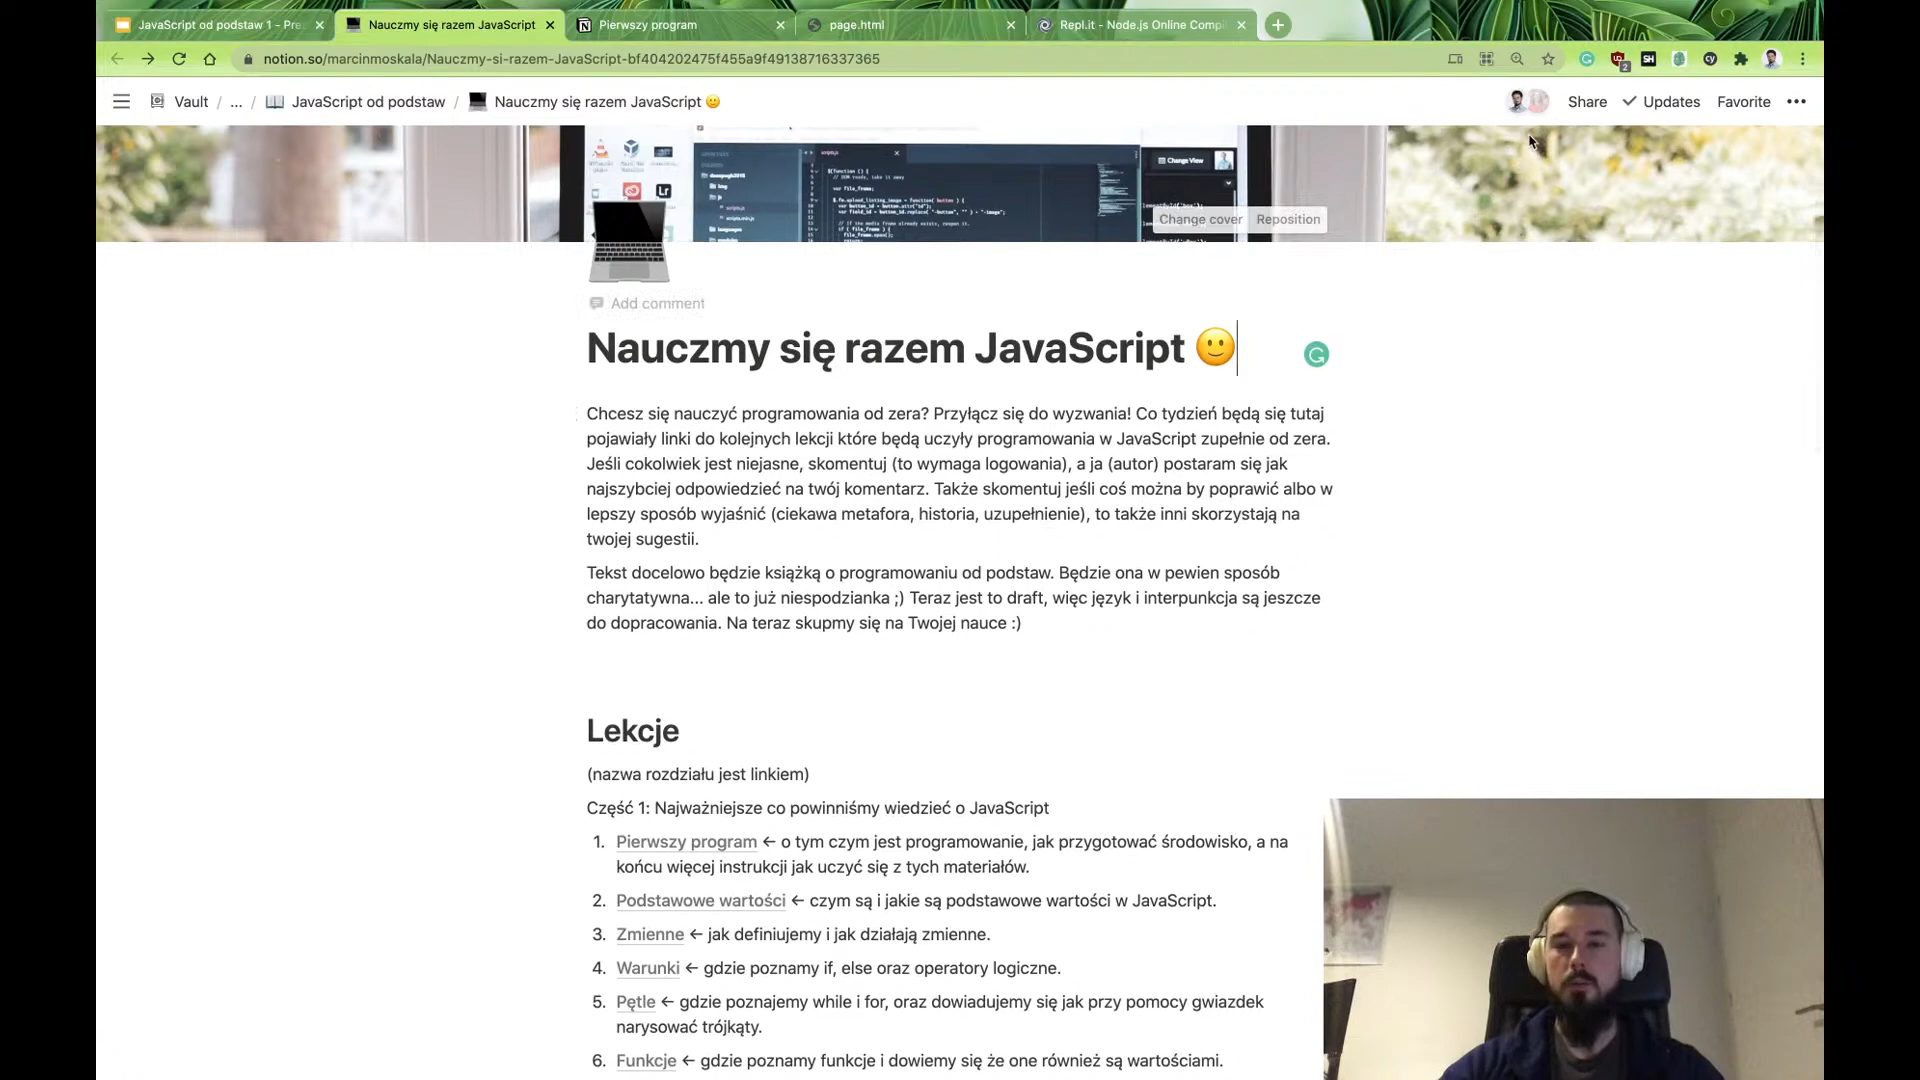 JavaScript od podstaw 1 - Pre
Nauczmy się razem JavaScript
Pierwszy program
page.html
Repl.it - Node.js Online Compi
notion.so/marcinmoskala/Nauczmy-si-razem-JavaScript-bf404202475f455a9f49138716337365
2
SH
cy
Vault / ... / JavaScript od podstaw / Nauczmy się razem JavaScript 🙂
Share Updates Favorite
Change View
Lr
Change cover Reposition
Add comment
Nauczmy się razem JavaScript 🙂
Chcesz się nauczyć programowania od zera? Przyłącz się do wyzwania! Co tydzień będą się tutaj
pojawiały linki do kolejnych lekcji które będą uczyły programowania w JavaScript zupełnie od zera.
Jeśli cokolwiek jest niejasne, skomentuj (to wymaga logowania), a ja (autor) postaram się jak
najszybciej odpowiedzieć na twój komentarz. Także skomentuj jeśli coś można by poprawić albo w
lepszy sposób wyjaśnić (ciekawa metafora, historia, uzupełnienie), to także inni skorzystają na
twojej sugestii.
Tekst docelowo będzie książką o programowaniu od podstaw. Będzie ona w pewien sposób
charytatywna... ale to już niespodzianka ;) Teraz jest to draft, więc język i interpunkcja są jeszcze
do dopracowania. Na teraz skupmy się na Twojej nauce :)
Lekcje
(nazwa rozdziału jest linkiem)
Część 1: Najważniejsze co powinniśmy wiedzieć o JavaScript
1. Pierwszy program ← o tym czym jest programowanie, jak przygotować środowisko, a na
końcu więcej instrukcji jak uczyć się z tych materiałów.
2. Podstawowe wartości ← czym są i jakie są podstawowe wartości w JavaScript.
3. Zmienne ← jak definiujemy i jak działają zmienne.
4. Warunki ← gdzie poznamy if, else oraz operatory logiczne.
5. Pętle ← gdzie poznajemy while i for, oraz dowiadujemy się jak przy pomocy gwiazdek
narysować trójkąty.
6. Funkcje ← gdzie poznamy funkcje i dowiemy się że one również są wartościami.